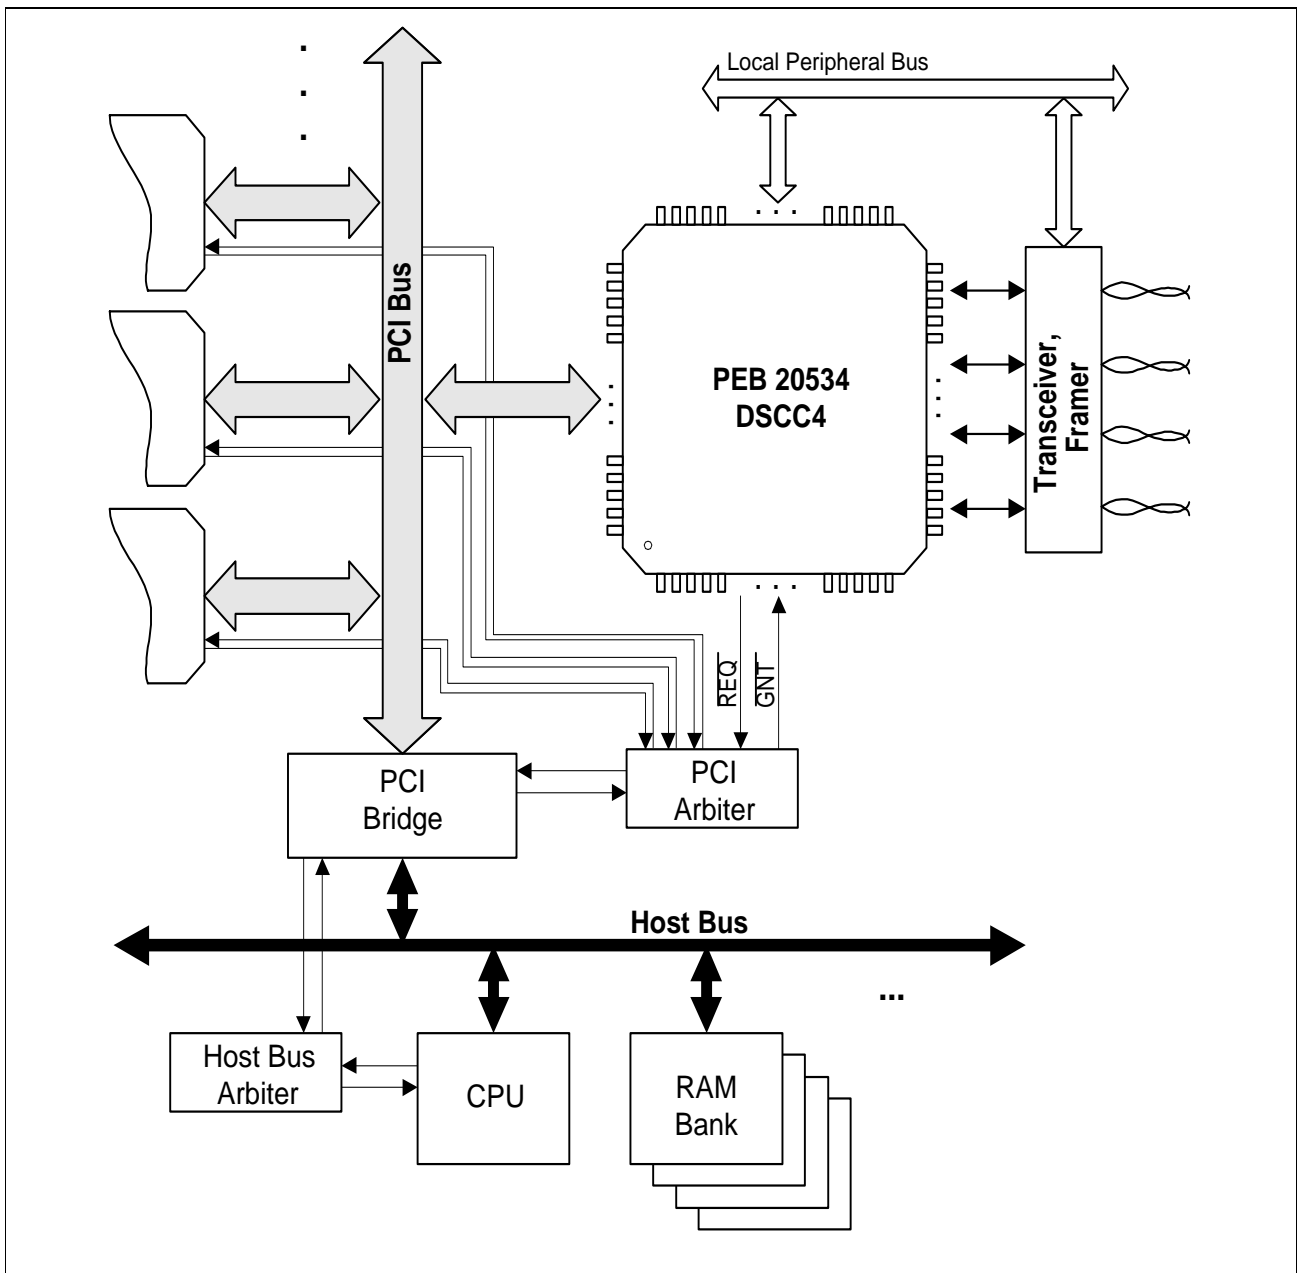 Local Peripheral Bus
PCI Bus
PEB 20534
DSCC4
Transceiver,
Framer
REQ
GNT
PCI
Bridge
PCI
Arbiter
Host Bus
...
Host Bus
Arbiter
CPU
RAM
Bank